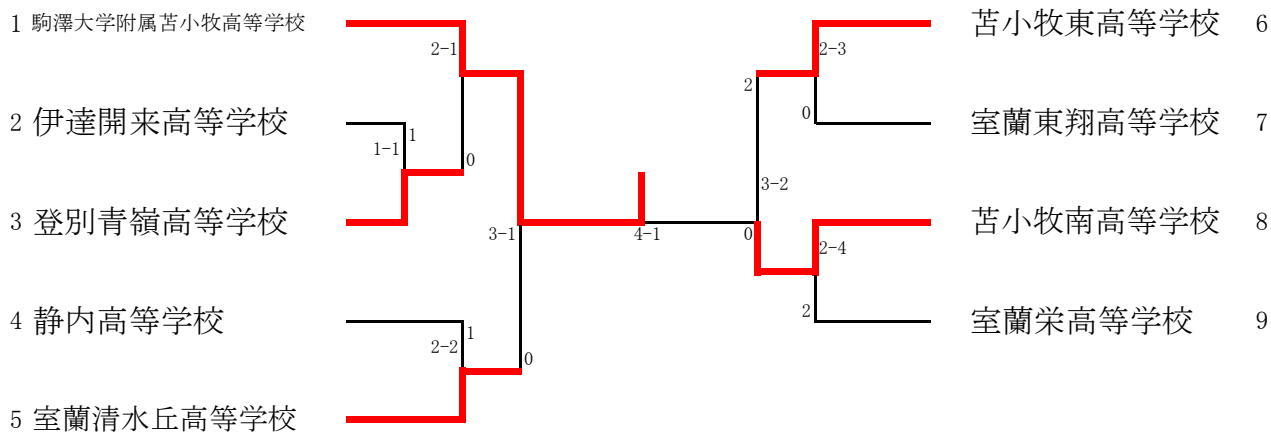 1 駒澤大学附属苫小牧高等学校
2-1
2 伊達開来高等学校
1
1-1
0
3 登別青嶺高等学校
3-1
4 静内高等学校
1
2-2
0
5 室蘭清水丘高等学校
4-1
苫小牧東高等学校 6
2-3
2
0
室蘭東翔高等学校 7
3-2
苫小牧南高等学校 8
0
2-4
2
室蘭栄高等学校 9